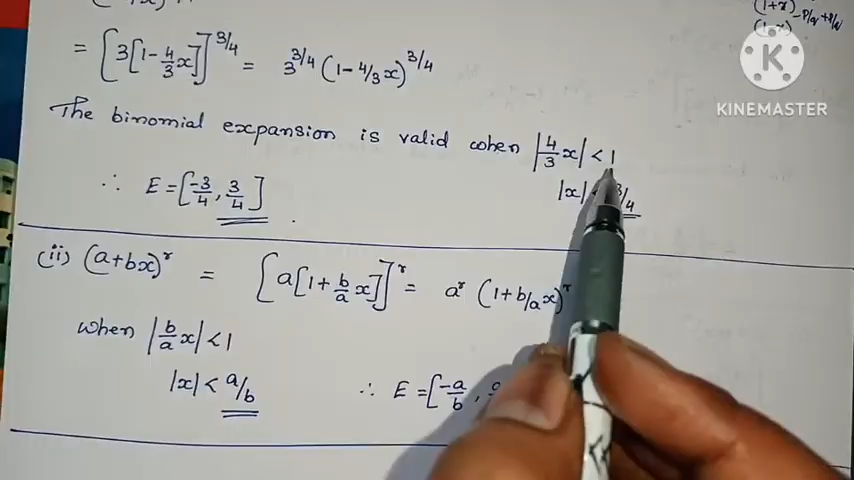 (1+x)
-P/q+P/q
= [3[1-4/3 x]]^3/4 = 3^3/4 (1-4/3x)^3/4
KINEMASTER
The binomial expansion is valid when |4/3 x| < 1
|x| < 3/4
∴ E = [-3/4, 3/4]
(ii) (a+bx)^r = [a[1+b/a x]]^r = a^r (1+b/a x)^r
when |b/a x| < 1
|x| < a/b
∴ E = [-a/b,